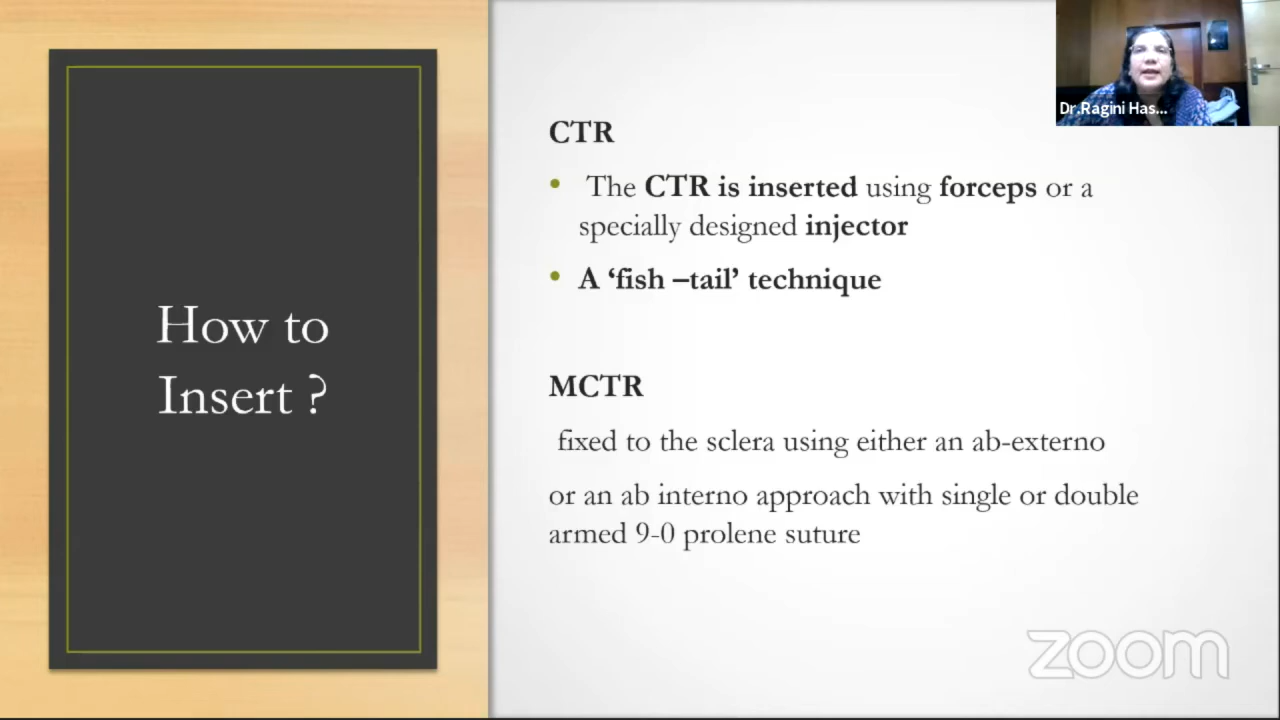 Dr.Ragini Has...
CTR
• The CTR is inserted using forceps or a
specially designed injector
• A ‘fish –tail’ technique
How to
Insert ?
MCTR
fixed to the sclera using either an ab-externo
or an ab interno approach with single or double
armed 9-0 prolene suture
zoom